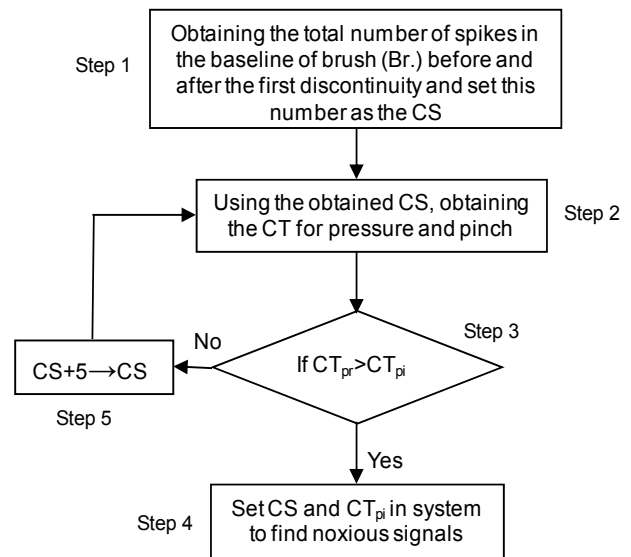 Step 1
Obtaining the total number of spikes in
the baseline of brush (Br.) before and
after the first discontinuity and set this
number as the CS
Using the obtained CS, obtaining
the CT for pressure and pinch
Step 2
Step 3
If CTpr>CTpi
No
CS+5→CS
Step 5
Yes
Step 4
Set CS and CTpi in system
to find noxious signals